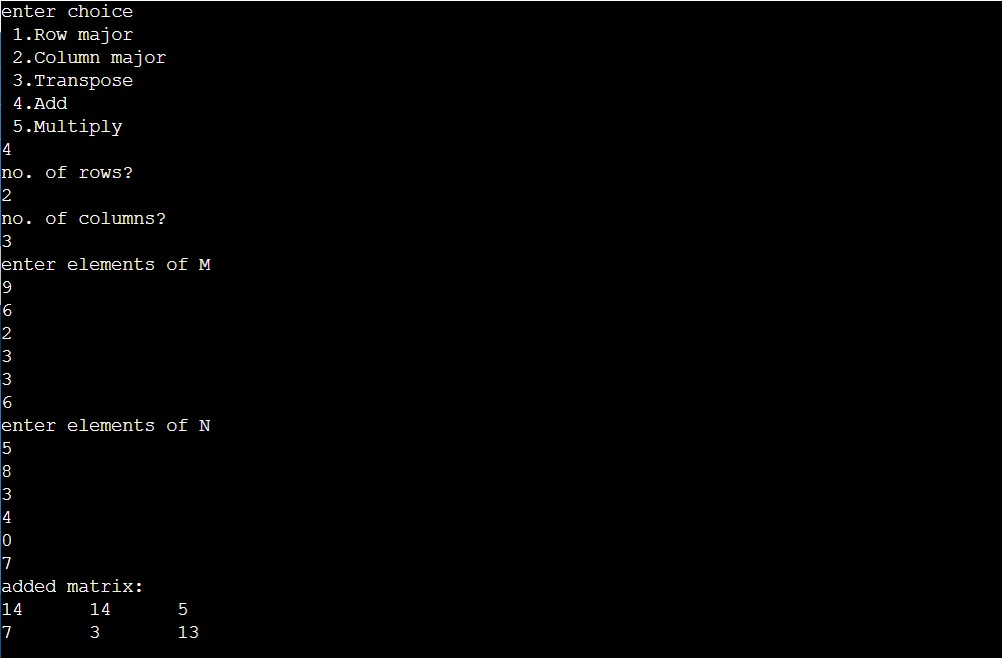 enter choice
 1.Row major
 2.Column major
 3.Transpose
 4.Add
 5.Multiply
4
no. of rows?
2
no. of columns?
3
enter elements of M
9
6
2
3
3
6
enter elements of N
5
8
3
4
0
7
added matrix:
14      14      5
7       3       13